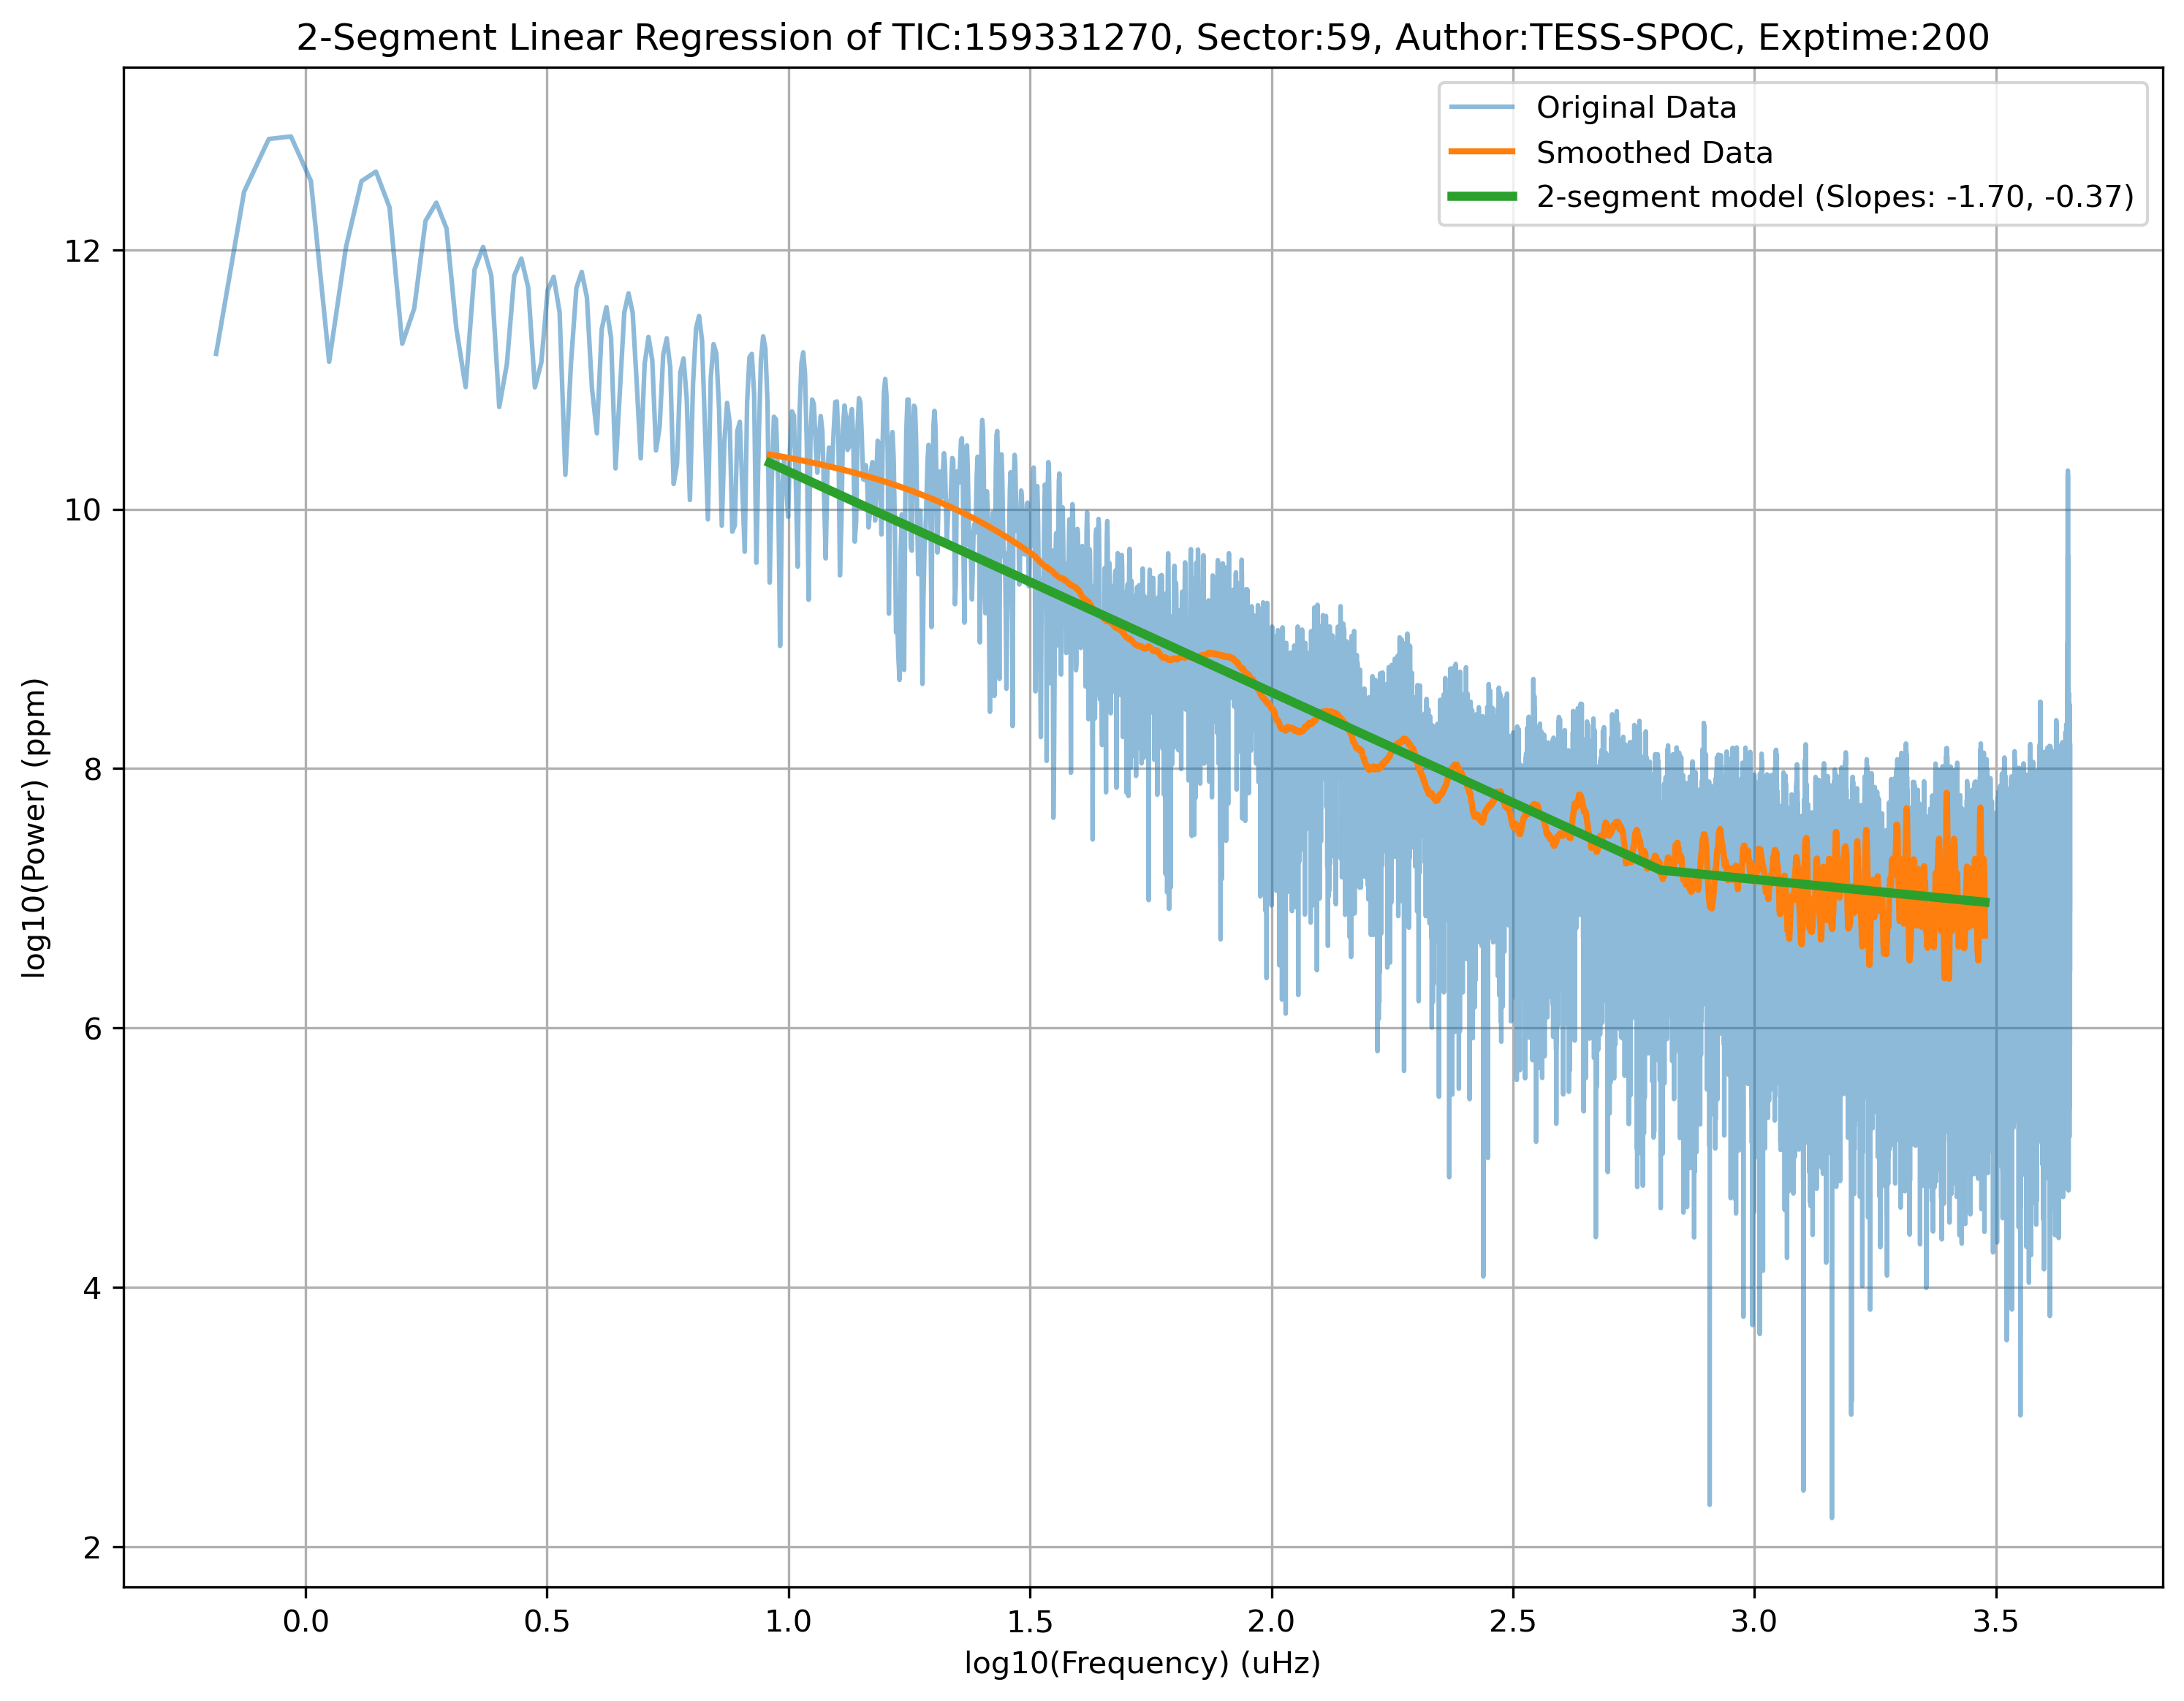 2-Segment Linear Regression of TIC:159331270, Sector:59, Author:TESS-SPOC, Exptime:200
Original Data
Smoothed Data
2-segment model (Slopes: -1.70, -0.37)
log10(Power) (ppm)
12
10
8
6
4
2
0.0 0.5 1.0 1.5 2.0 2.5 3.0 3.5
log10(Frequency) (uHz)